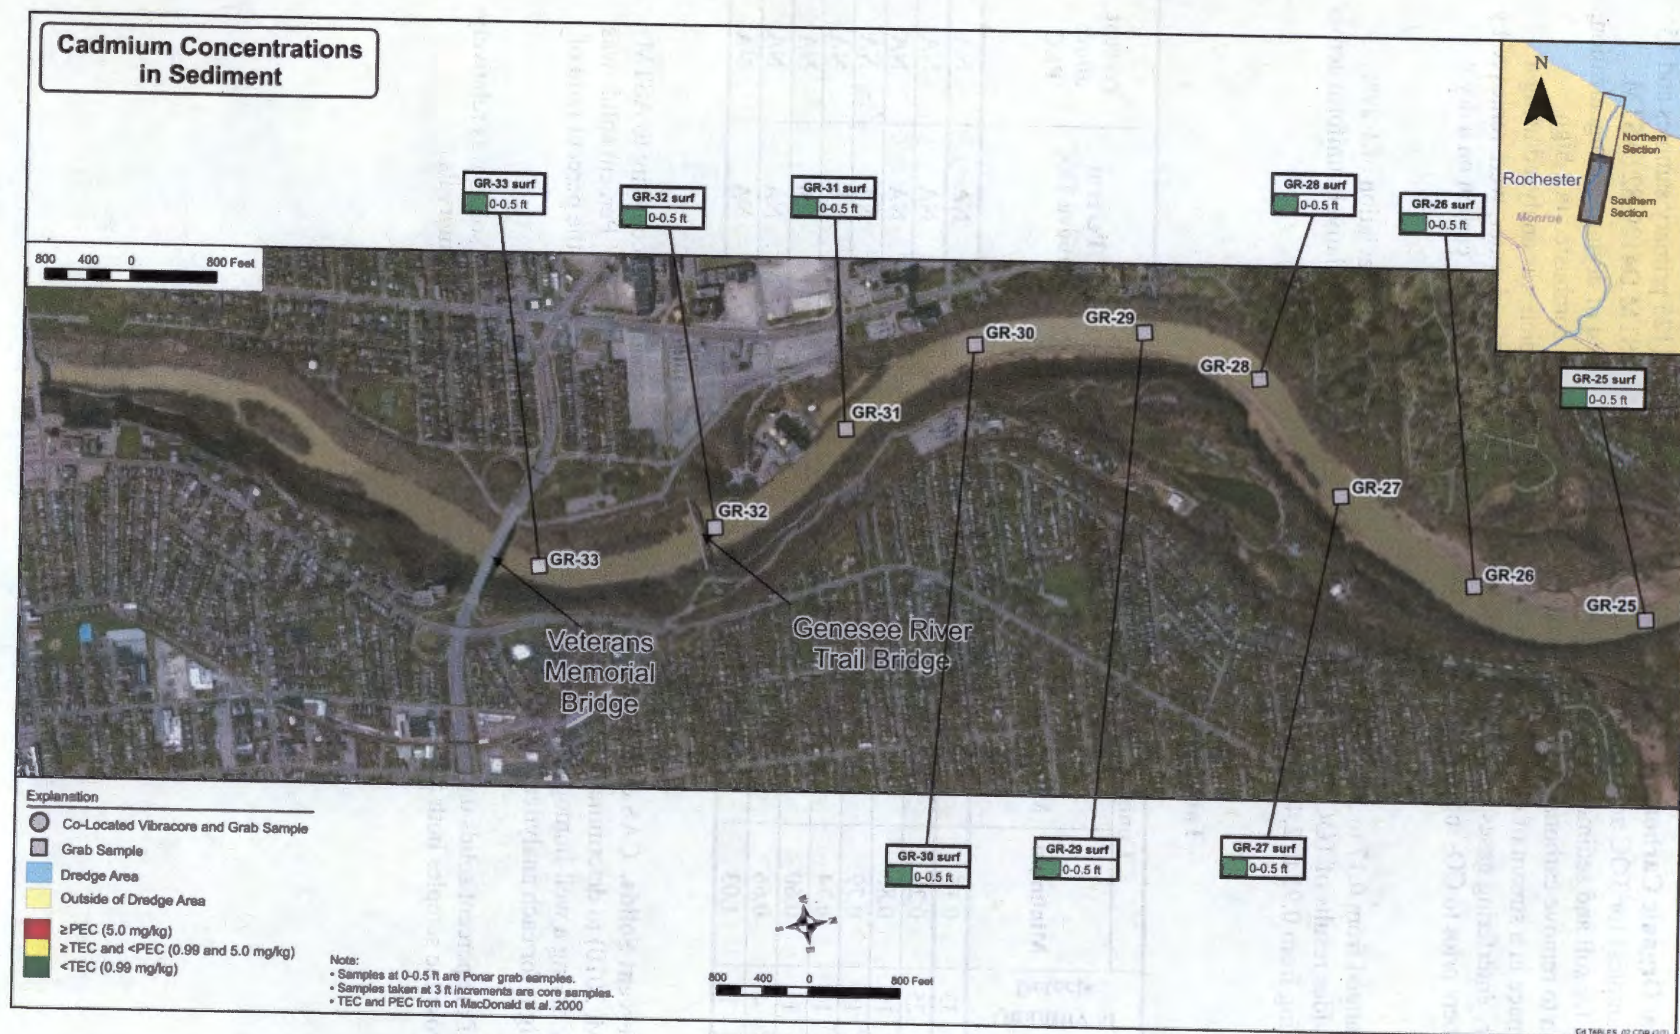 Cadmium Concentrations
in Sediment
N
Northern
Section
Rochester
Southern
Section
Monroe
GR-33 surf
0-0.5 ft
GR-32 surf
0-0.5 ft
GR-31 surf
0-0.5 ft
GR-28 surf
0-0.5 ft
GR-26 surf
0-0.5 ft
GR-25 surf
0-0.5 ft
800 400 0 800 Feet
GR-30
GR-29
GR-28
GR-31
GR-27
GR-32
GR-33
GR-26
GR-25
Veterans
Memorial
Bridge
Genesee River
Trail Bridge
GR-30 surf
0-0.5 ft
GR-29 surf
0-0.5 ft
GR-27 surf
0-0.5 ft
Explanation
Co-Located Vibracore and Grab Sample
Grab Sample
Dredge Area
Outside of Dredge Area
≥PEC (5.0 mg/kg)
≥TEC and <PEC (0.99 and 5.0 mg/kg)
<TEC (0.99 mg/kg)
Note:
• Samples at 0-0.5 ft are Ponar grab samples.
• Samples taken at 3 ft increments are core samples.
• TEC and PEC from on MacDonald et al. 2000
800 400 0 800 Feet